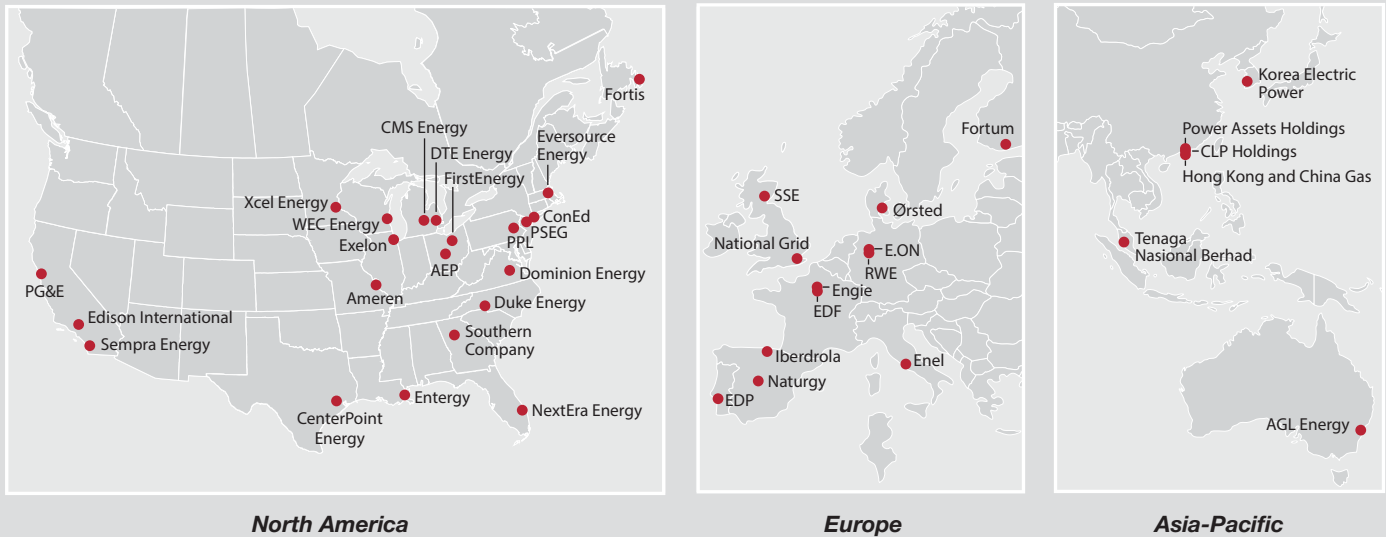 Fortis
CMS Energy
Eversource
Energy
DTE Energy
FirstEnergy
Xcel Energy
WEC Energy
Exelon
ConEd
PSEG
PPL
AEP
Dominion Energy
PG&E
Ameren
Duke Energy
Edison International
Sempra Energy
Southern
Company
Entergy
CenterPoint
Energy
NextEra Energy
North America
Fortum
SSE
Ørsted
National Grid
E.ON
RWE
Engie
EDF
Iberdrola
Enel
Naturgy
EDP
Europe
Korea Electric
Power
Power Assets Holdings
CLP Holdings
Hong Kong and China Gas
Tenaga
Nasional Berhad
AGL Energy
Asia-Pacific